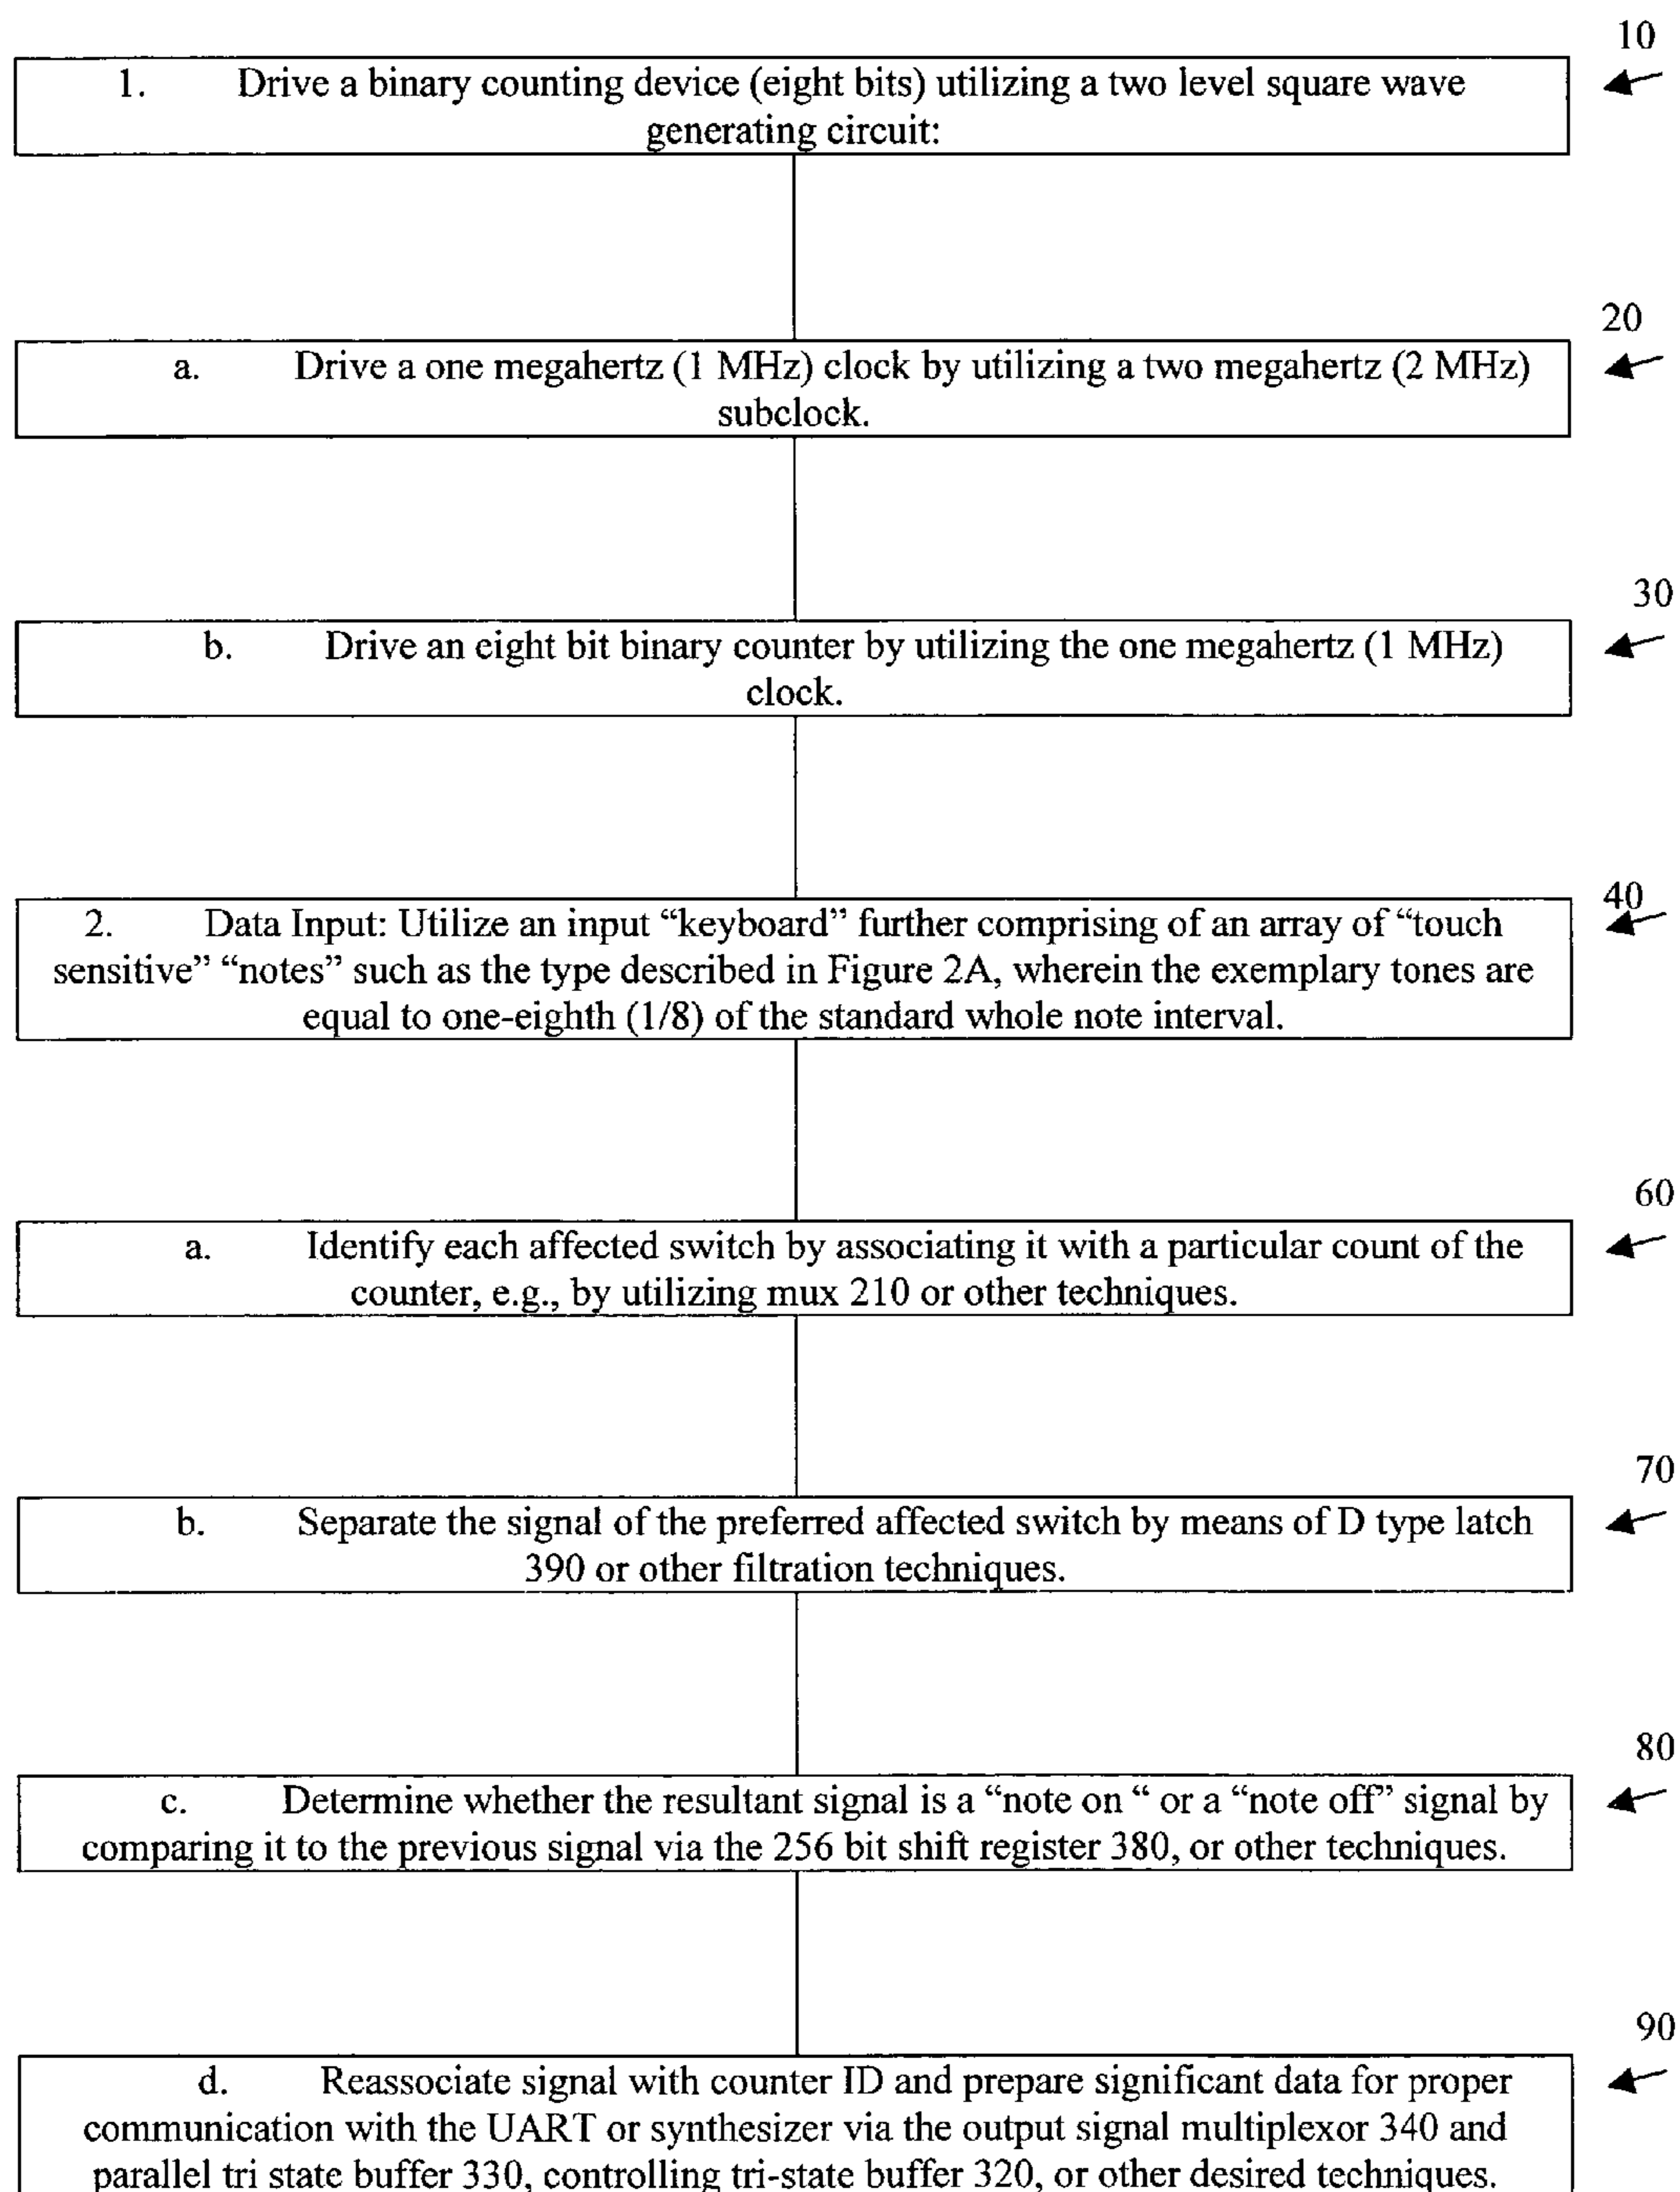 10
1. Drive a binary counting device (eight bits) utilizing a two level square wave
generating circuit:
20
a. Drive a one megahertz (1 MHz) clock by utilizing a two megahertz (2 MHz)
subclock.
30
b. Drive an eight bit binary counter by utilizing the one megahertz (1 MHz)
clock.
40
2. Data Input: Utilize an input “keyboard” further comprising of an array of “touch
sensitive” “notes” such as the type described in Figure 2A, wherein the exemplary tones are
equal to one-eighth (1/8) of the standard whole note interval.
60
a. Identify each affected switch by associating it with a particular count of the
counter, e.g., by utilizing mux 210 or other techniques.
70
b. Separate the signal of the preferred affected switch by means of D type latch
390 or other filtration techniques.
80
c. Determine whether the resultant signal is a “note on “ or a “note off” signal by
comparing it to the previous signal via the 256 bit shift register 380, or other techniques.
90
d. Reassociate signal with counter ID and prepare significant data for proper
communication with the UART or synthesizer via the output signal multiplexor 340 and
parallel tri state buffer 330, controlling tri-state buffer 320, or other desired techniques.